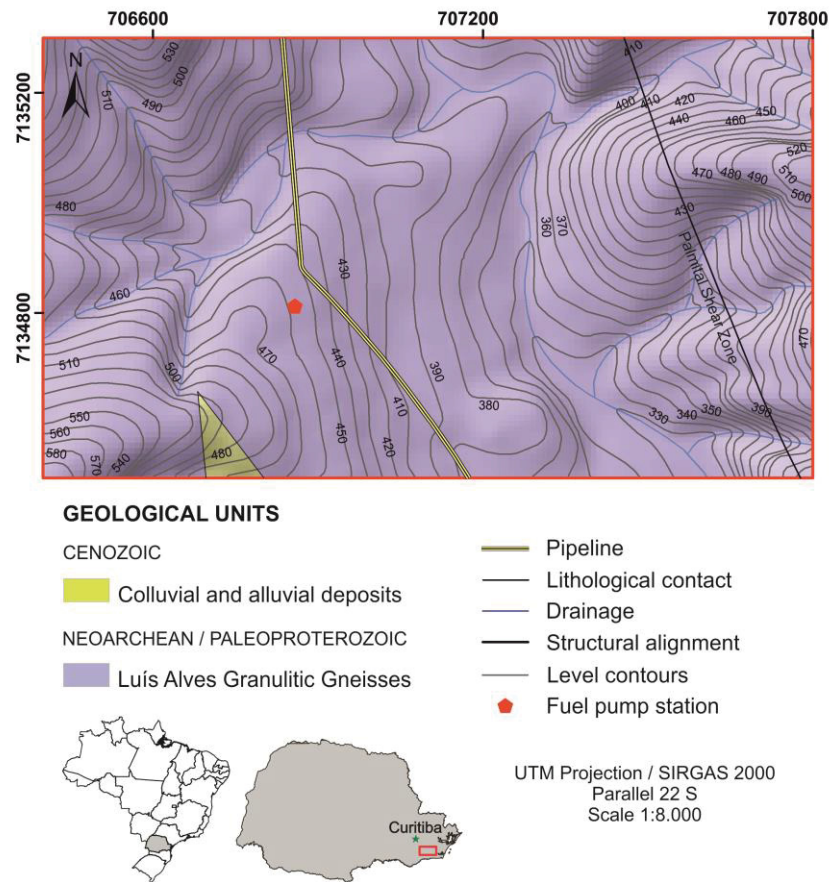 706600 707200 707800
7135200
7134800
N
530
500
510
490
480
460
510
500
550
560
580
570
540
480
470
430
440
450
410
420
390
380
360
370
410
400 410 420
440
450
460
520
510
500
470 480 490
430
Palmital Shear Zone
470
330 340 350
390
GEOLOGICAL UNITS
CENOZOIC
Colluvial and alluvial deposits
NEOARCHEAN / PALEOPROTEROZOIC
Luís Alves Granulitic Gneisses
Pipeline
Lithological contact
Drainage
Structural alignment
Level contours
Fuel pump station
Curitiba
UTM Projection / SIRGAS 2000
Parallel 22 S
Scale 1:8.000